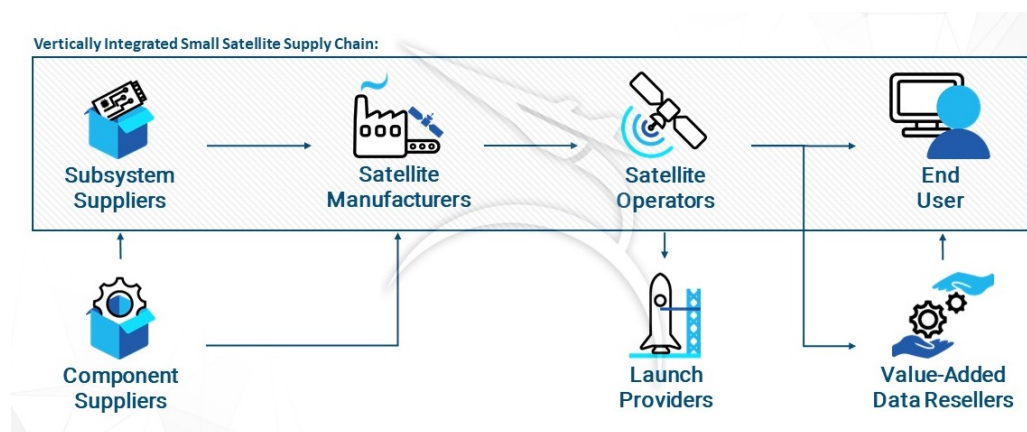 Vertically Integrated Small Satellite Supply Chain:
Subsystem
Suppliers
Satellite
Manufacturers
Satellite
Operators
End
User
Component
Suppliers
Launch
Providers
Value-Added
Data Resellers